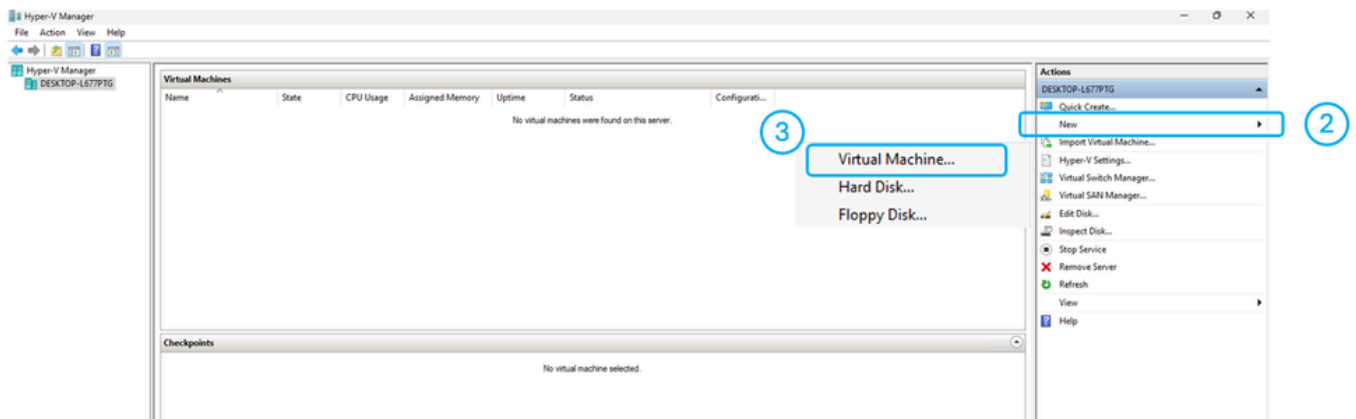 Hyper-V Manager
File Action View Help
Hyper-V Manager
DESKTOP-L677PTG
Virtual Machines
Name State CPU Usage Assigned Memory Uptime Status Configurati...
No virtual machines were found on this server.
3
Virtual Machine...
Hard Disk...
Floppy Disk...
Checkpoints
No virtual machine selected.
Actions
DESKTOP-L677PTG
Quick Create...
New
2
Import Virtual Machine...
Hyper-V Settings...
Virtual Switch Manager...
Virtual SAN Manager...
Edit Disk...
Inspect Disk...
Stop Service
Remove Server
Refresh
View
Help